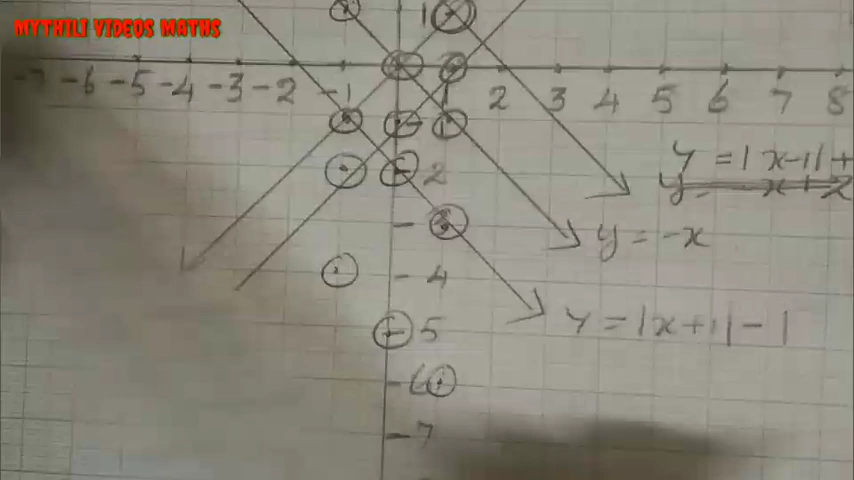 MYTHILI VIDEOS MATHS
1
-7 -6 -5 -4 -3 -2 -1 1 2 3 4 5 6 7 8
y = |x-1|+
2
y = -x
- 4
y = |x+1| - 1
- 5
- 6
- 7